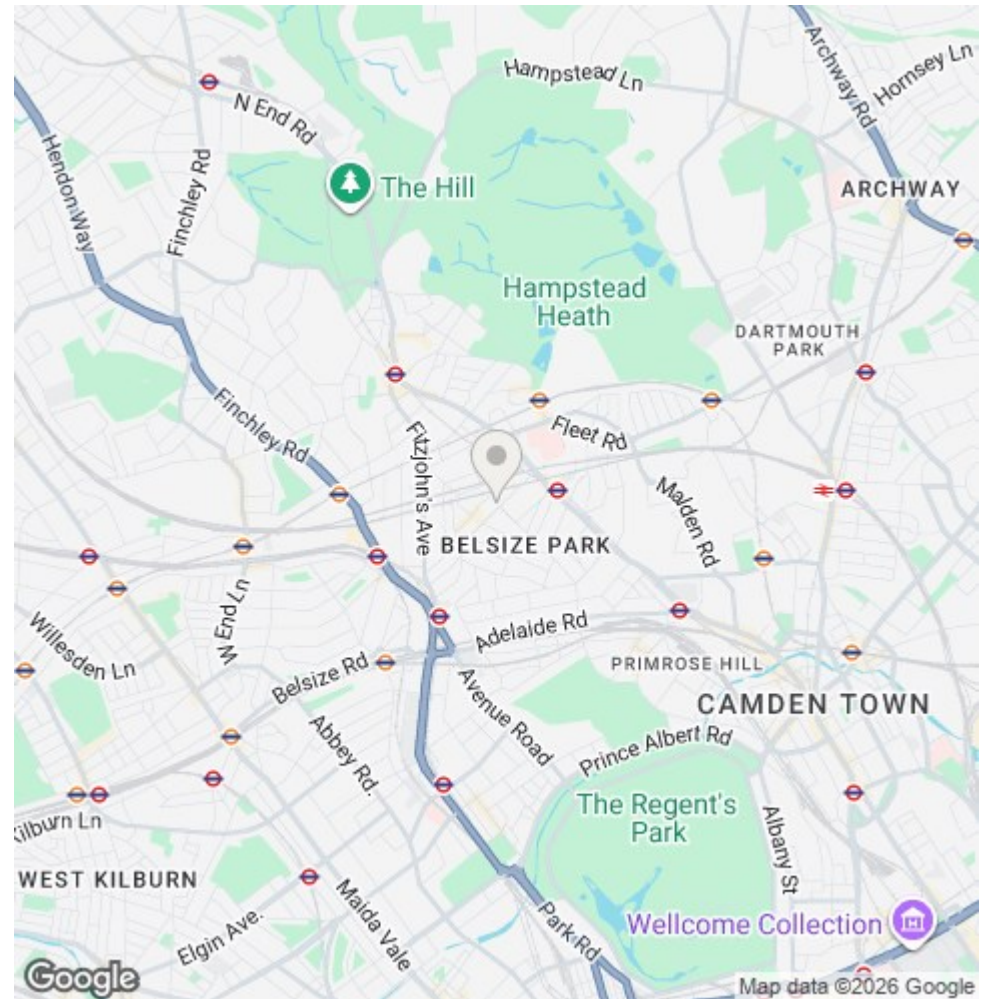 Hampstead Ln
Archway Rd
Hornsey Ln
N End Rd
Hendon Way
Finchley Rd
The Hill
ARCHWAY
Hampstead
Heath
DARTMOUTH
PARK
Finchley Rd
Fitzjohn's Ave
Fleet Rd
Malden Rd
BELSIZE PARK
W End Ln
Willesden Ln
Adelaide Rd
Belsize Rd
PRIMROSE HILL
Avenue Road
CAMDEN TOWN
Abbey Rd.
Prince Albert Rd
The Regent's
Park
Albany St
Kilburn Ln
WEST KILBURN
Maida Vale
Elgin Ave.
Park Rd
Wellcome Collection
Google
Map data ©2026 Google